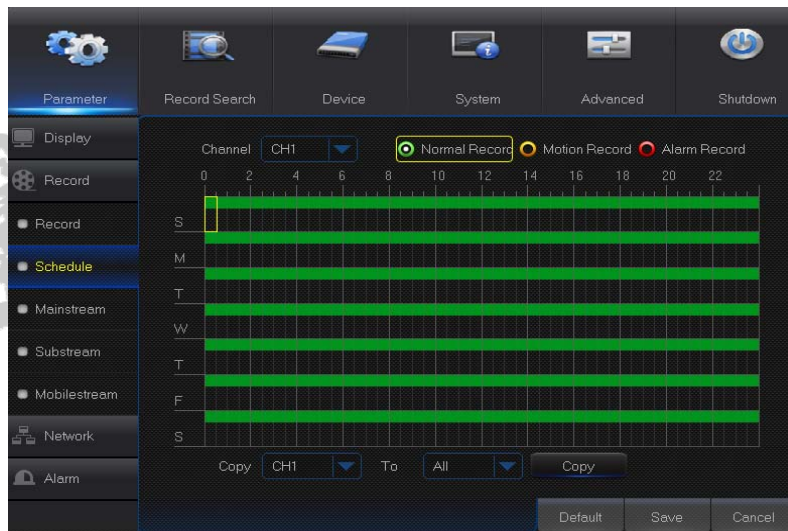 Parameter Record Search Device System Advanced Shutdown
Display
Record
Record
Schedule
Mainstream
Substream
Mobilestream
Network
Alarm
Channel CH1 Normal Record Motion Record Alarm Record
0 2 4 6 8 10 12 14 16 18 20 22
S
M
T
W
T
F
S
Copy CH1 To All Copy
Default Save Cancel